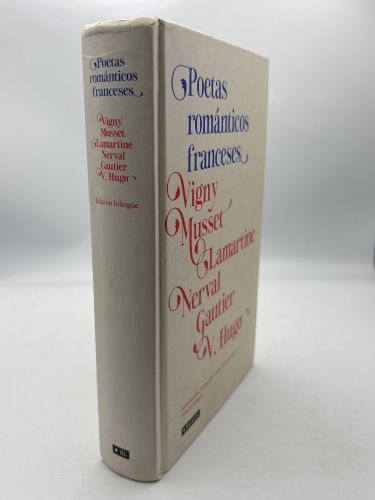 Poetas
románticos
franceses
Vigny
Musset
Lamartine
Nerval
Gautier
V. Hugo
Edición bilingüe
BL
Poetas
románticos
franceses
Vigny
Musset
Lamartine
Nerval
Gautier
V. Hugo